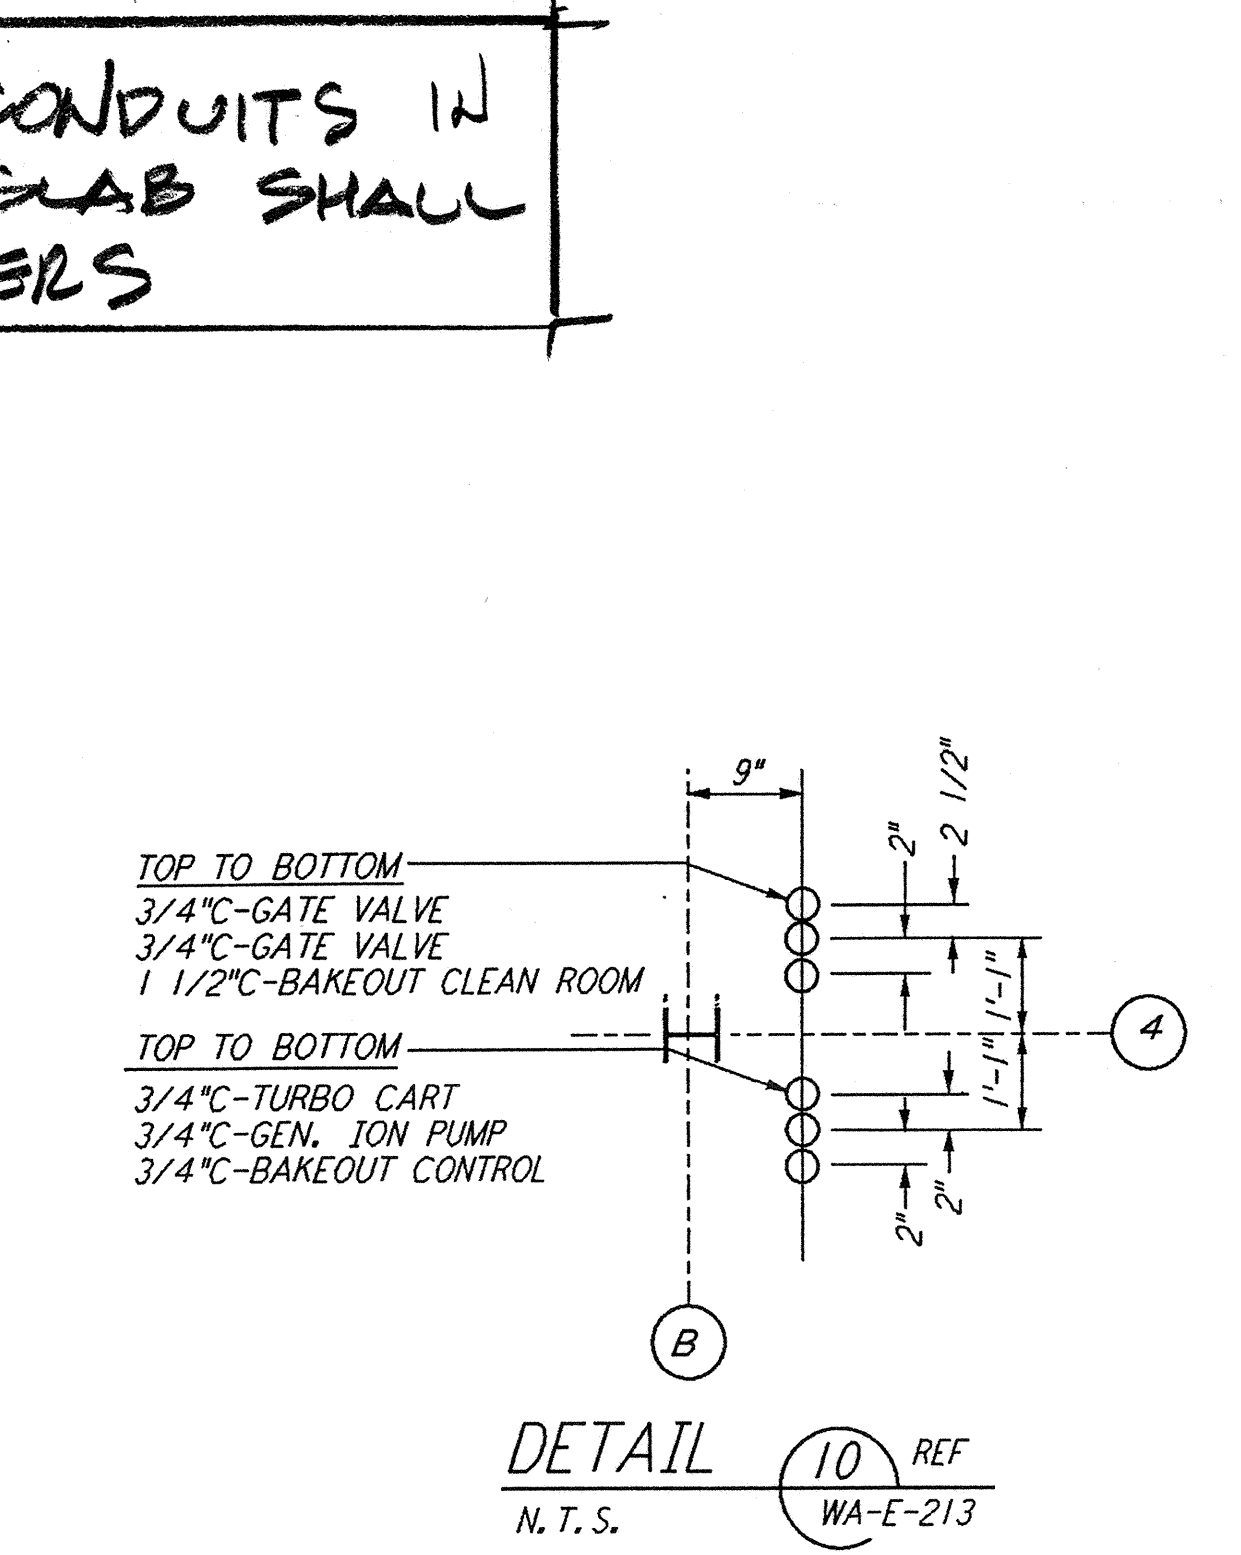 CONDUITS IN
SLAB SHALL
ERS
9"
2"
2 1/2"
TOP TO BOTTOM
3/4"C-GATE VALVE
3/4"C-GATE VALVE
1 1/2"C-BAKEOUT CLEAN ROOM
1'-1"
4
TOP TO BOTTOM
3/4"C-TURBO CART
3/4"C-GEN. ION PUMP
3/4"C-BAKEOUT CONTROL
1'-1"
2"
2"
B
DETAIL 10 REF
N.T.S. WA-E-213